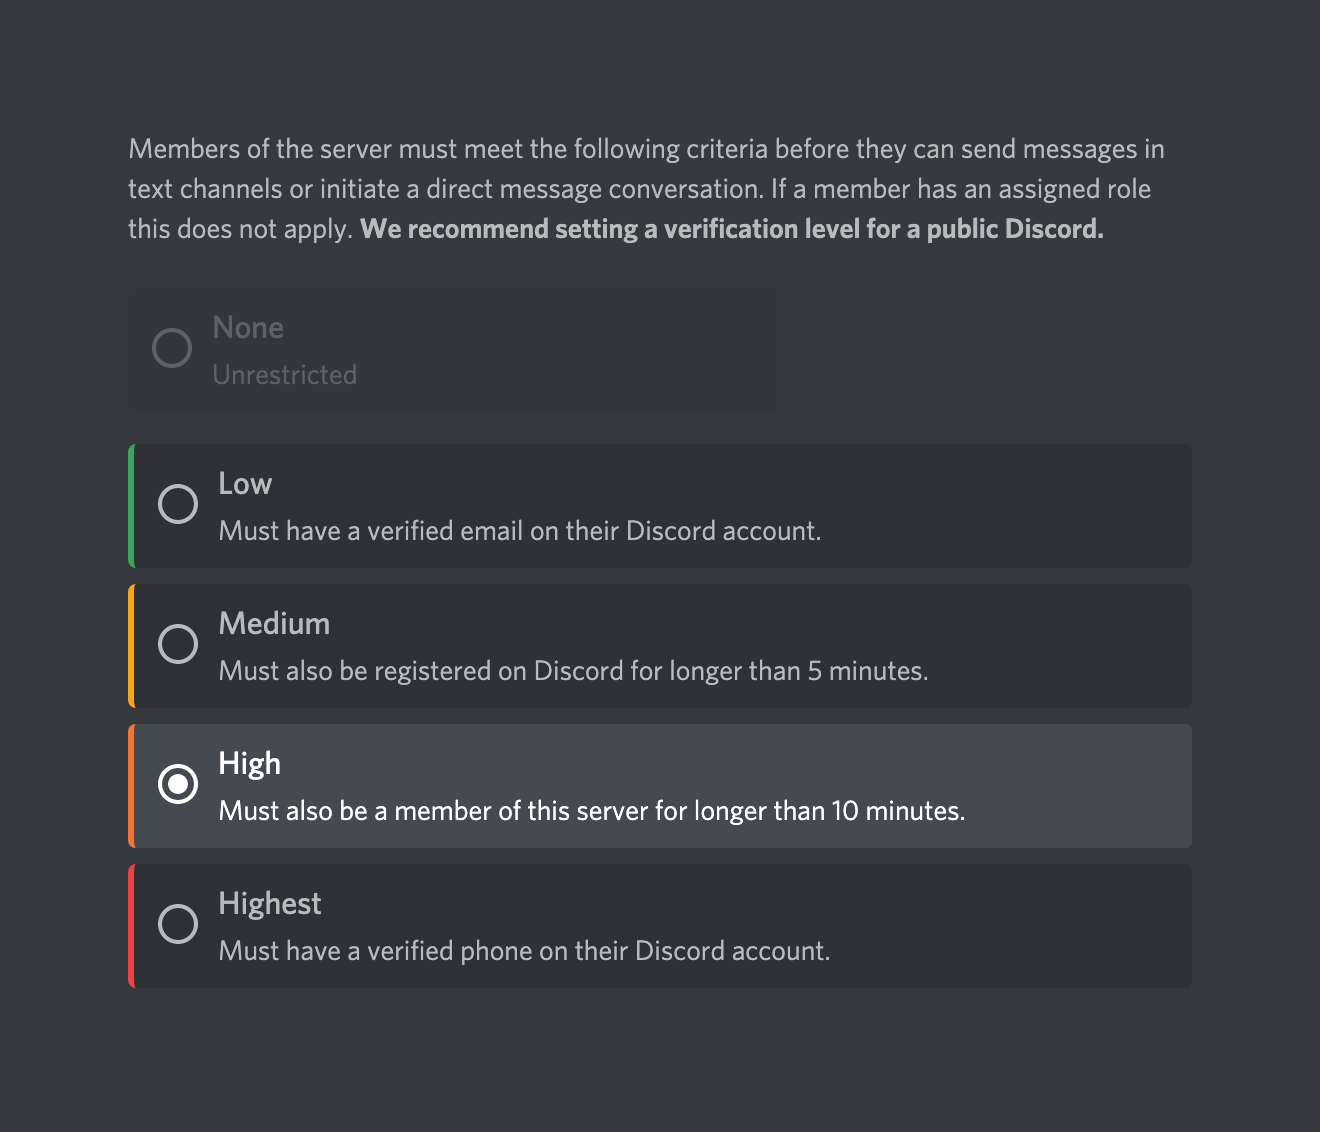 Members of the server must meet the following criteria before they can send messages in
text channels or initiate a direct message conversation. If a member has an assigned role
this does not apply. We recommend setting a verification level for a public Discord.
None
Unrestricted
Low
Must have a verified email on their Discord account.
Medium
Must also be registered on Discord for longer than 5 minutes.
High
Must also be a member of this server for longer than 10 minutes.
Highest
Must have a verified phone on their Discord account.